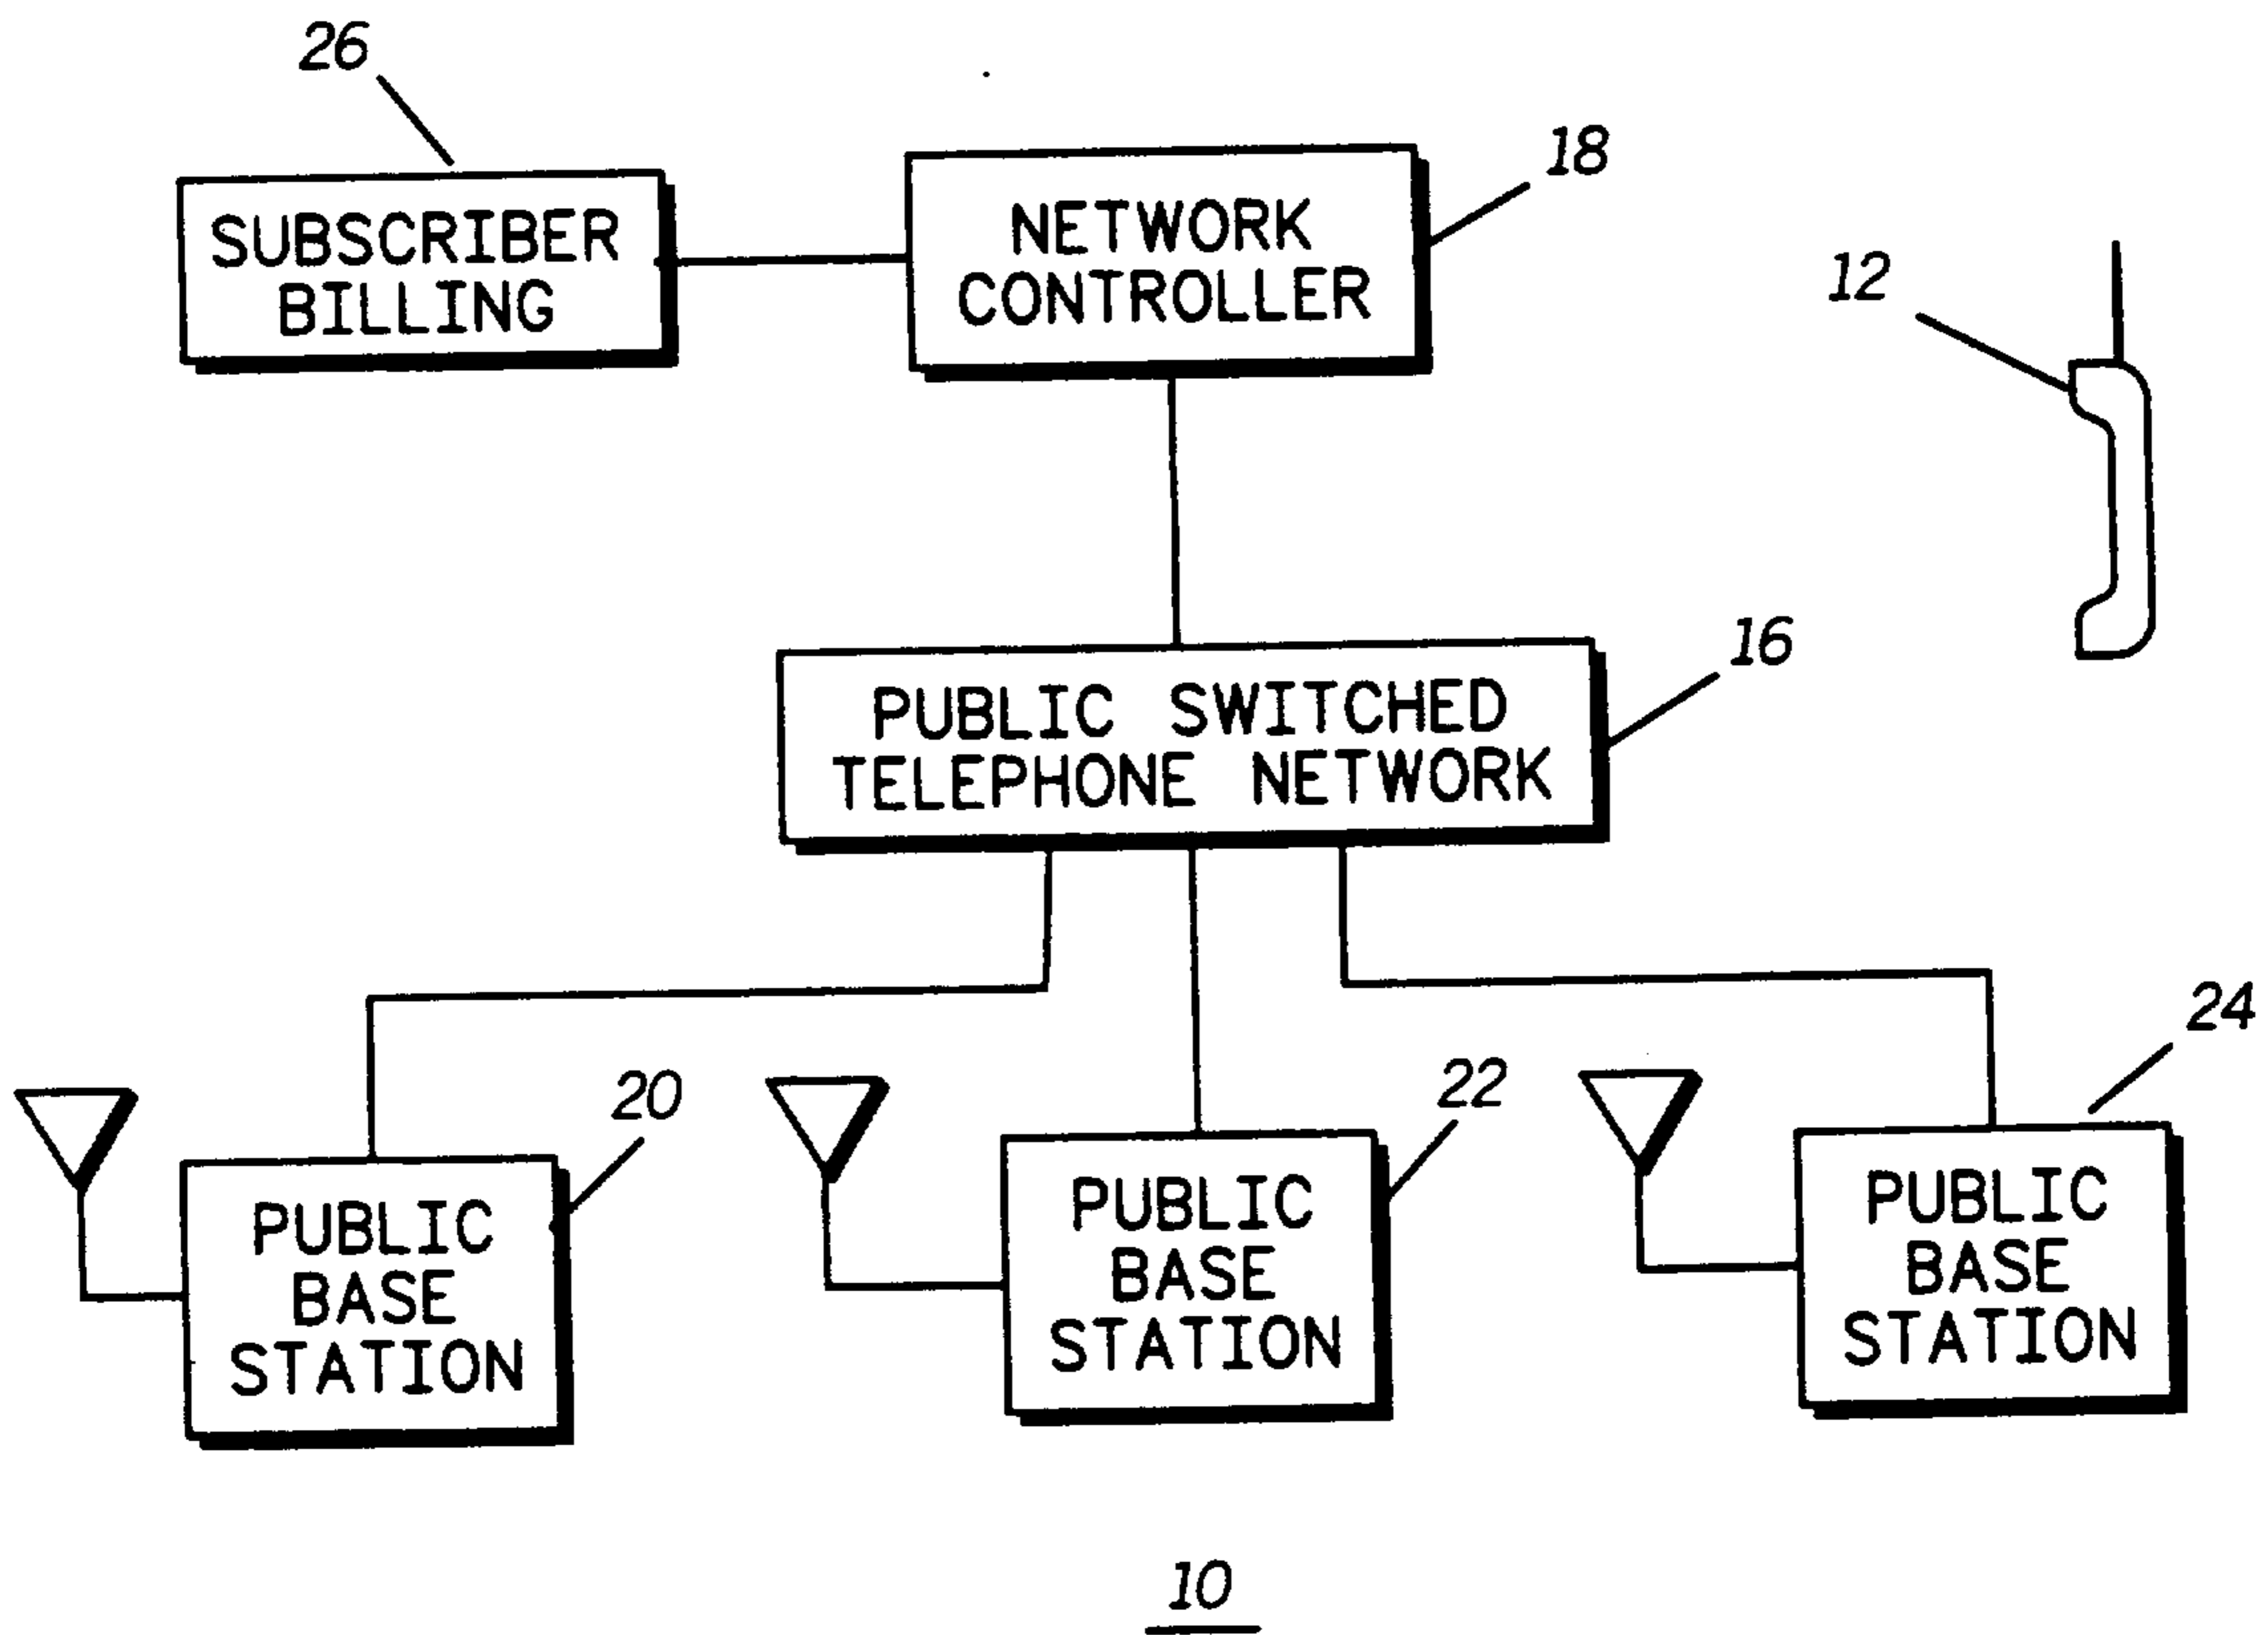 26
SUBSCRIBER
BILLING
NETWORK
CONTROLLER
18
12
PUBLIC SWITCHED
TELEPHONE NETWORK
16
20
PUBLIC
BASE
STATION
22
PUBLIC
BASE
STATION
24
PUBLIC
BASE
STATION
10